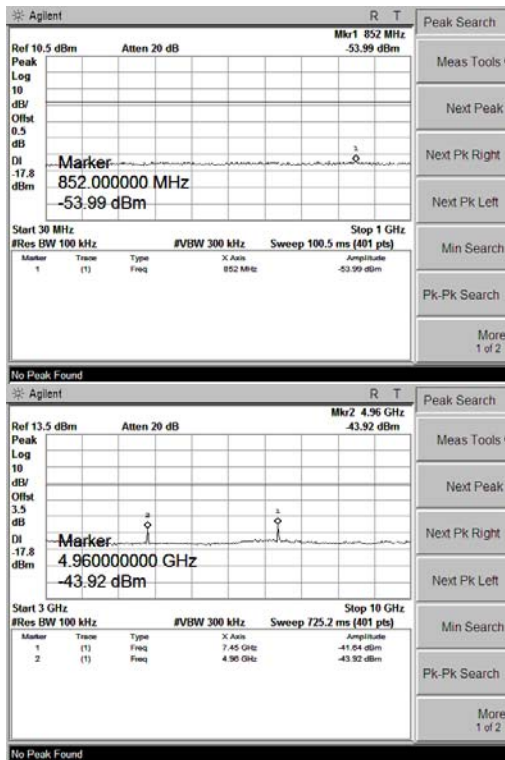 Agilent R T
Peak Search
Mkr1 852 MHz
Ref 10.5 dBm Atten 20 dB -53.99 dBm
Peak
Log
10
dB/
Offst
0.5
dB
DI
-17.8
dBm
1
Marker
852.000000 MHz
-53.99 dBm
Start 30 MHz Stop 1 GHz
#Res BW 100 kHz #VBW 300 kHz Sweep 100.5 ms (401 pts)
Marker Trace Type X Axis Amplitude
1 (1) Freq 852 MHz -53.99 dBm
Meas Tools
Next Peak
Next Pk Right
Next Pk Left
Min Search
Pk-Pk Search
More
1 of 2
No Peak Found
Agilent R T
Peak Search
Mkr2 4.96 GHz
Ref 13.5 dBm Atten 20 dB -43.92 dBm
Peak
Log
10
dB/
Offst
3.5
dB
DI
-17.8
dBm
2 1
Marker
4.960000000 GHz
-43.92 dBm
Start 3 GHz Stop 10 GHz
#Res BW 100 kHz #VBW 300 kHz Sweep 725.2 ms (401 pts)
Marker Trace Type X Axis Amplitude
1 (1) Freq 7.45 GHz -41.64 dBm
2 (1) Freq 4.96 GHz -43.92 dBm
Meas Tools
Next Peak
Next Pk Right
Next Pk Left
Min Search
Pk-Pk Search
More
1 of 2
No Peak Found